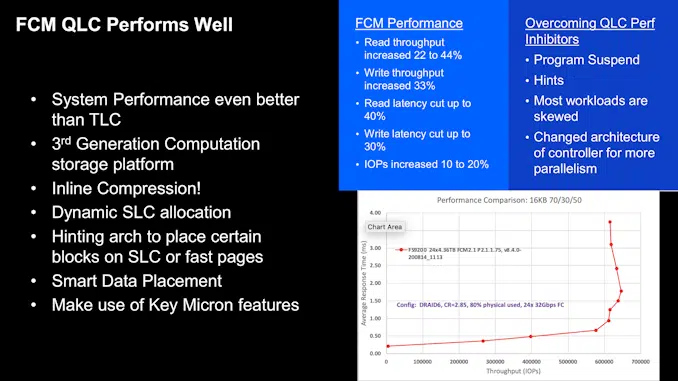 FCM QLC Performs Well
• System Performance even better
than TLC
• 3rd Generation Computation
storage platform
• Inline Compression!
• Dynamic SLC allocation
• Hinting arch to place certain
blocks on SLC or fast pages
• Smart Data Placement
• Make use of Key Micron features
FCM Performance
• Read throughput
increased 22 to 44%
• Write throughput
increased 33%
• Read latency cut up to
40%
• Write latency cut up to
30%
• IOPs increased 10 to 20%
Overcoming QLC Perf
Inhibitors
• Program Suspend
• Hints
• Most workloads are
skewed
• Changed architecture
of controller for more
parallelism
Performance Comparison: 16KB 70/30/50
Chart Area
24x4.36TB FCM2.1 P2.1.1.75, v8.4.0-
Config: DRAID6, CR=2.85, 80% physical used, 24x 32Gbps FC
Average Response Time (ms)
4.00
3.50
3.00
2.50
2.00
1.50
1.00
0.50
0.00
0
100000
200000
300000
400000
500000
600000
700000
Throughput (IOPs)